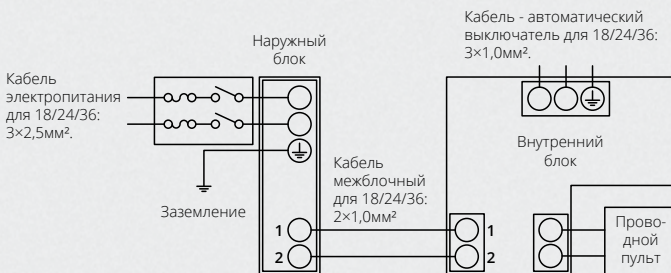 Кабель - автоматический
выключатель для 18/24/36:
3×1,0мм².
Наружный
блок
Кабель
электропитания
для 18/24/36:
3×2,5мм².
Внутренний
блок
Кабель
межблочный
для 18/24/36:
2×1,0мм²
Заземление
1
2
1
2
Прово-
дной
пульт